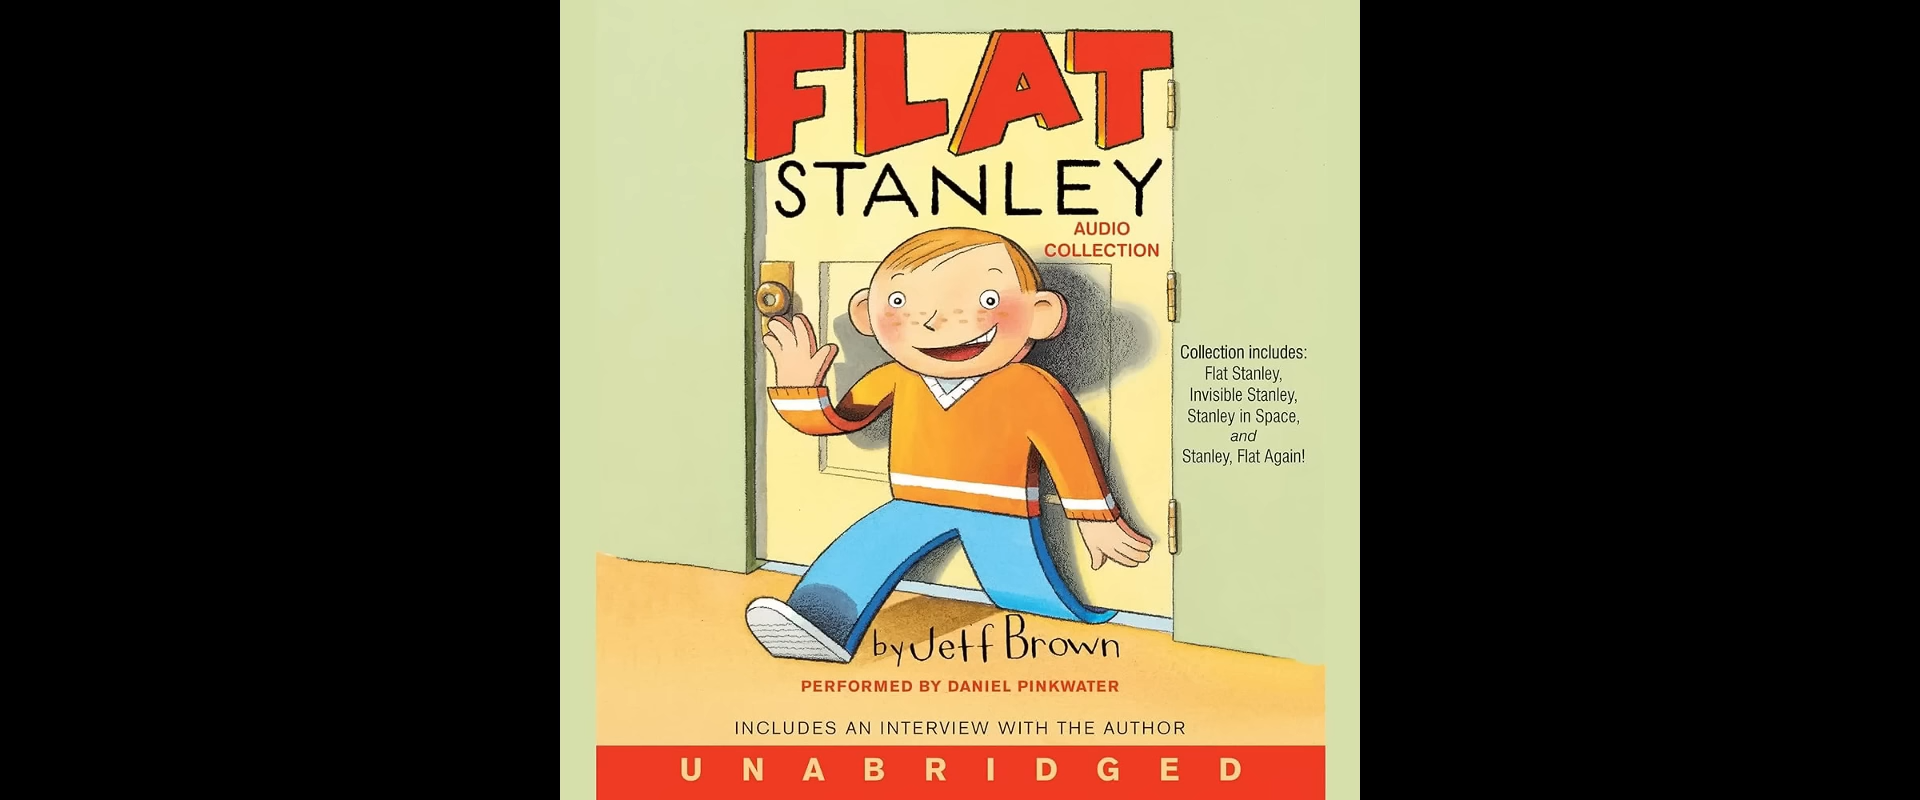 FLAT
STANLEY
AUDIO
COLLECTION
Collection includes:
Flat Stanley,
Invisible Stanley,
Stanley in Space,
and
Stanley, Flat Again!
by Jeff Brown
PERFORMED BY DANIEL PINKWATER
INCLUDES AN INTERVIEW WITH THE AUTHOR
UNABRIDGED